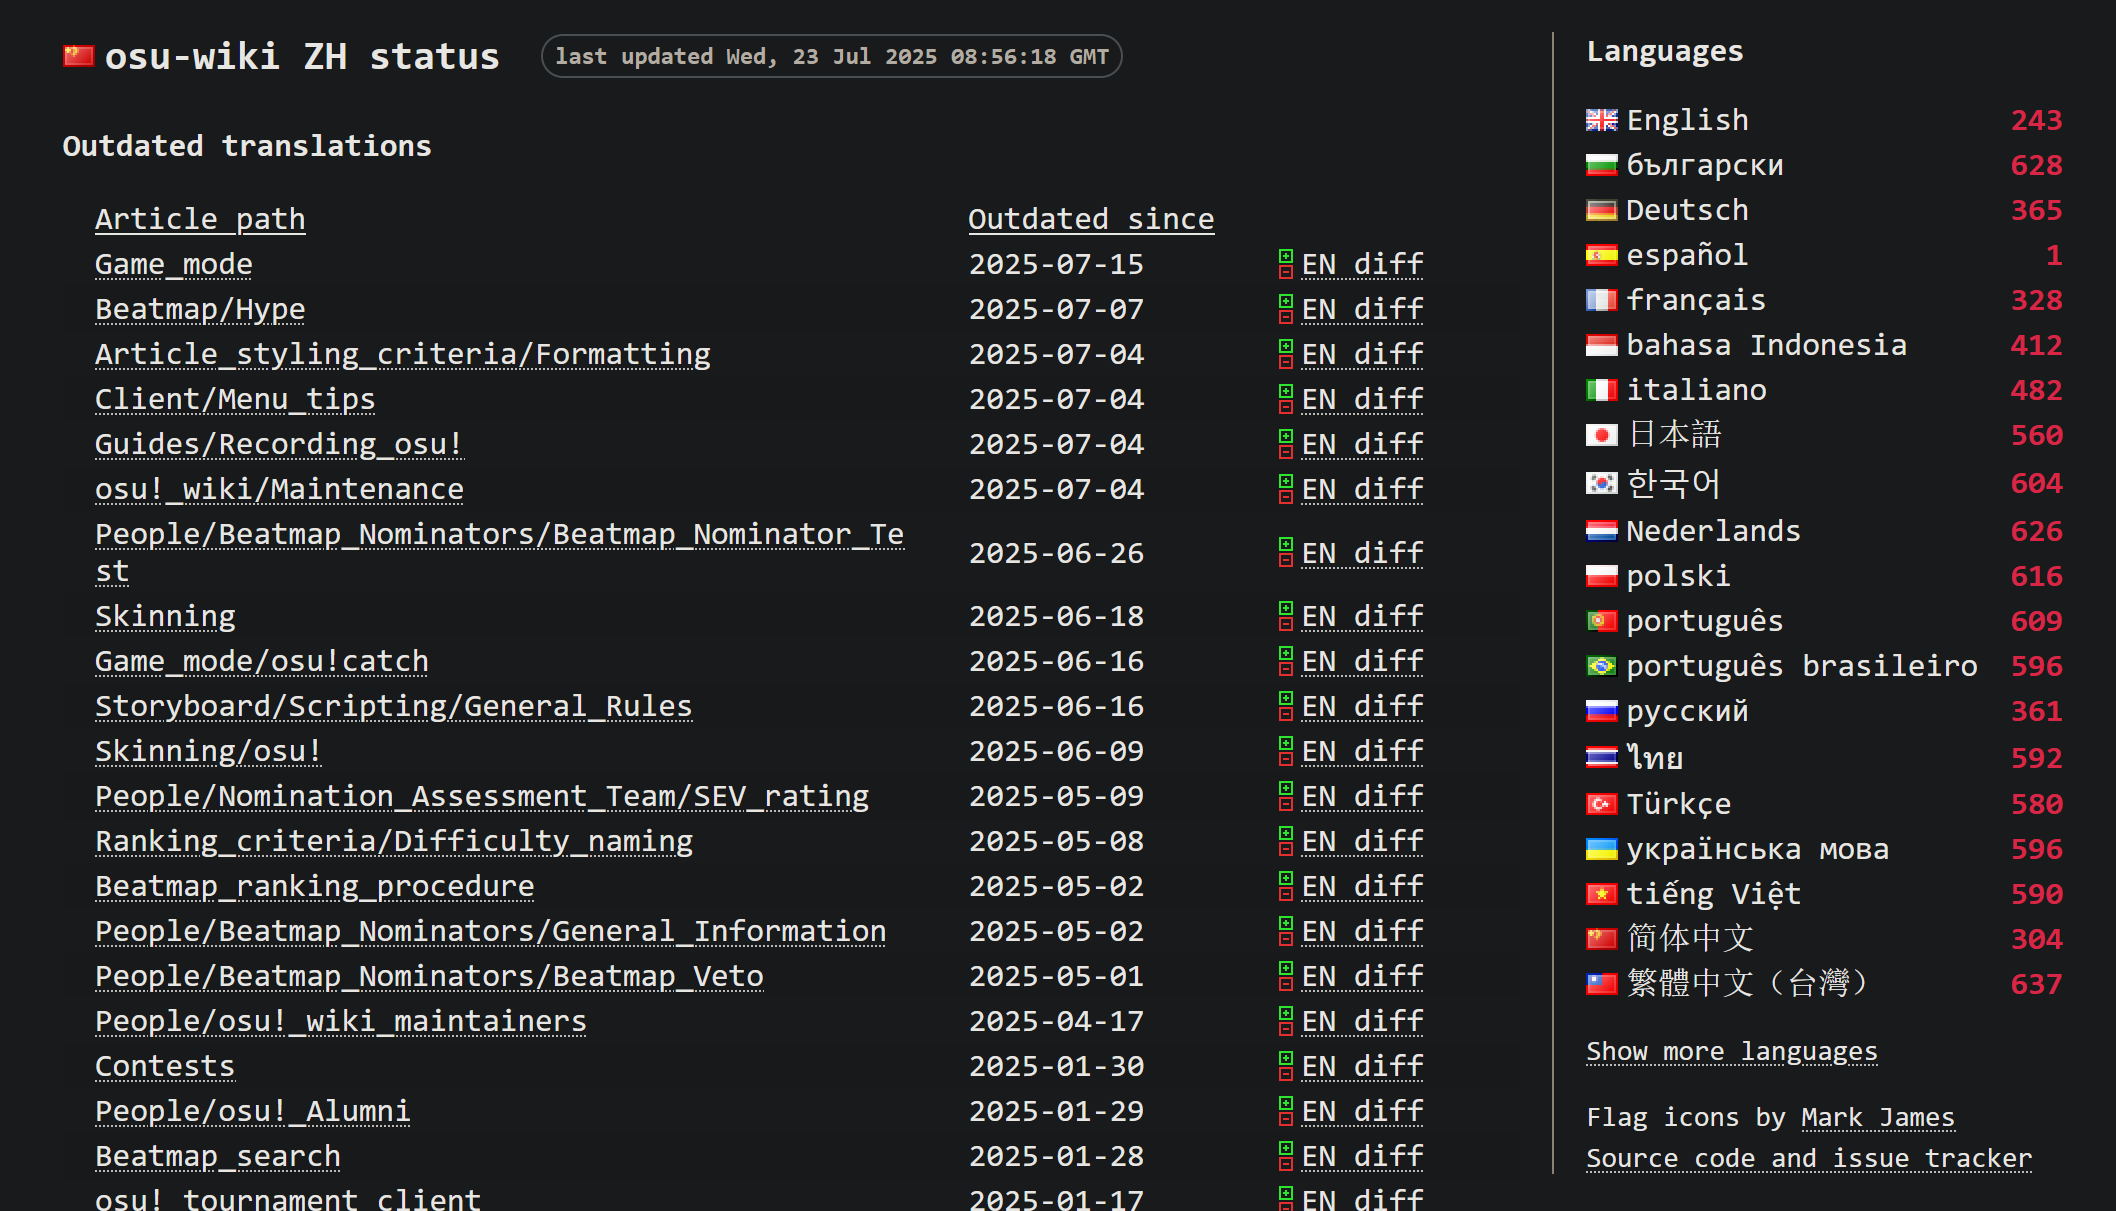 osu-wiki ZH status
last updated Wed, 23 Jul 2025 08:56:18 GMT
Outdated translations
Article path Outdated since
Game_mode 2025-07-15 EN diff
Beatmap/Hype 2025-07-07 EN diff
Article_styling_criteria/Formatting 2025-07-04 EN diff
Client/Menu_tips 2025-07-04 EN diff
Guides/Recording_osu! 2025-07-04 EN diff
osu!_wiki/Maintenance 2025-07-04 EN diff
People/Beatmap_Nominators/Beatmap_Nominator_Te
st 2025-06-26 EN diff
Skinning 2025-06-18 EN diff
Game_mode/osu!catch 2025-06-16 EN diff
Storyboard/Scripting/General_Rules 2025-06-16 EN diff
Skinning/osu! 2025-06-09 EN diff
People/Nomination_Assessment_Team/SEV_rating 2025-05-09 EN diff
Ranking_criteria/Difficulty_naming 2025-05-08 EN diff
Beatmap_ranking_procedure 2025-05-02 EN diff
People/Beatmap_Nominators/General_Information 2025-05-02 EN diff
People/Beatmap_Nominators/Beatmap_Veto 2025-05-01 EN diff
People/osu!_wiki_maintainers 2025-04-17 EN diff
Contests 2025-01-30 EN diff
People/osu!_Alumni 2025-01-29 EN diff
Beatmap_search 2025-01-28 EN diff
osu!_tournament_client 2025-01-17 EN diff
Languages
English 243
български 628
Deutsch 365
español 1
français 328
bahasa Indonesia 412
italiano 482
日本語 560
한국어 604
Nederlands 626
polski 616
português 609
português brasileiro 596
русский 361
ไทย 592
Türkçe 580
українська мова 596
tiếng Việt 590
简体中文 304
繁體中文（台灣） 637
Show more languages
Flag icons by Mark James
Source code and issue tracker